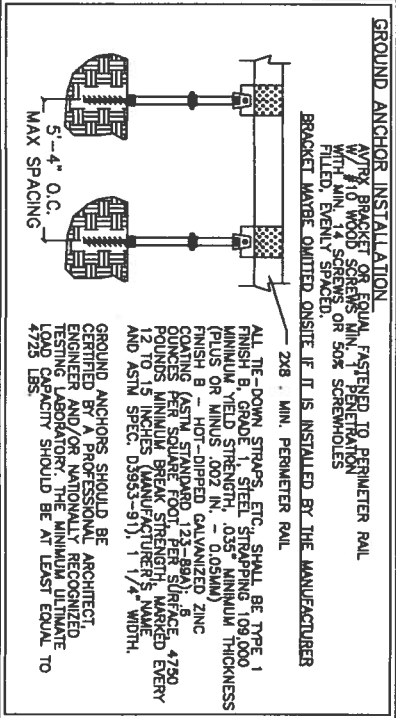 GROUND ANCHOR INSTALLATION
AVTRX BRACKET OR EQUAL FASTENED TO PERIMETER RAIL
W/ #10 WOOD SCREWS, MIN. 1" PENETRATION
WITH MIN. 14 SCREWS OR 50% SCREWHOLES
FILLED, EVENLY SPACED.
BRACKET MAYBE OMITTED ONSITE IF IT IS INSTALLED BY THE MANUFACTURER
2X8 . MIN. PERIMETER RAIL
ALL TIE-DOWN STRAPS, ETC., SHALL BE TYPE 1
FINISH B, GRADE 1, STEEL STRAPPING 109,000
MINIMUM YIELD STRENGTH, .035" MINIMUM THICKNESS
(PLUS OR MINUS .002 IN. - 0.05MM)
FINISH B - HOT-DIPPED GALVANIZED ZINC
COATING (ASTM STANDARD 123-89A); .6
OUNCES PER SQUARE FOOT, PER SURFACE, 4750
POUNDS MINIMUM BREAK STRENGTH, MARKED EVERY
12 TO 15 INCHES (MANUFACTURER'S NAME
AND ASTM SPEC. D3953-91), 1 1/4" WIDTH.
5'-4" O.C.
MAX SPACING
GROUND ANCHORS SHOULD BE
CERTIFIED BY A PROFESSIONAL ARCHITECT,
ENGINEER AND/OR NATIONALLY RECOGNIZED
TESTING LABORATORY. THE MINIMUM ULTIMATE
LOAD CAPACITY SHOULD BE AT LEAST EQUAL TO
4725 LBS.